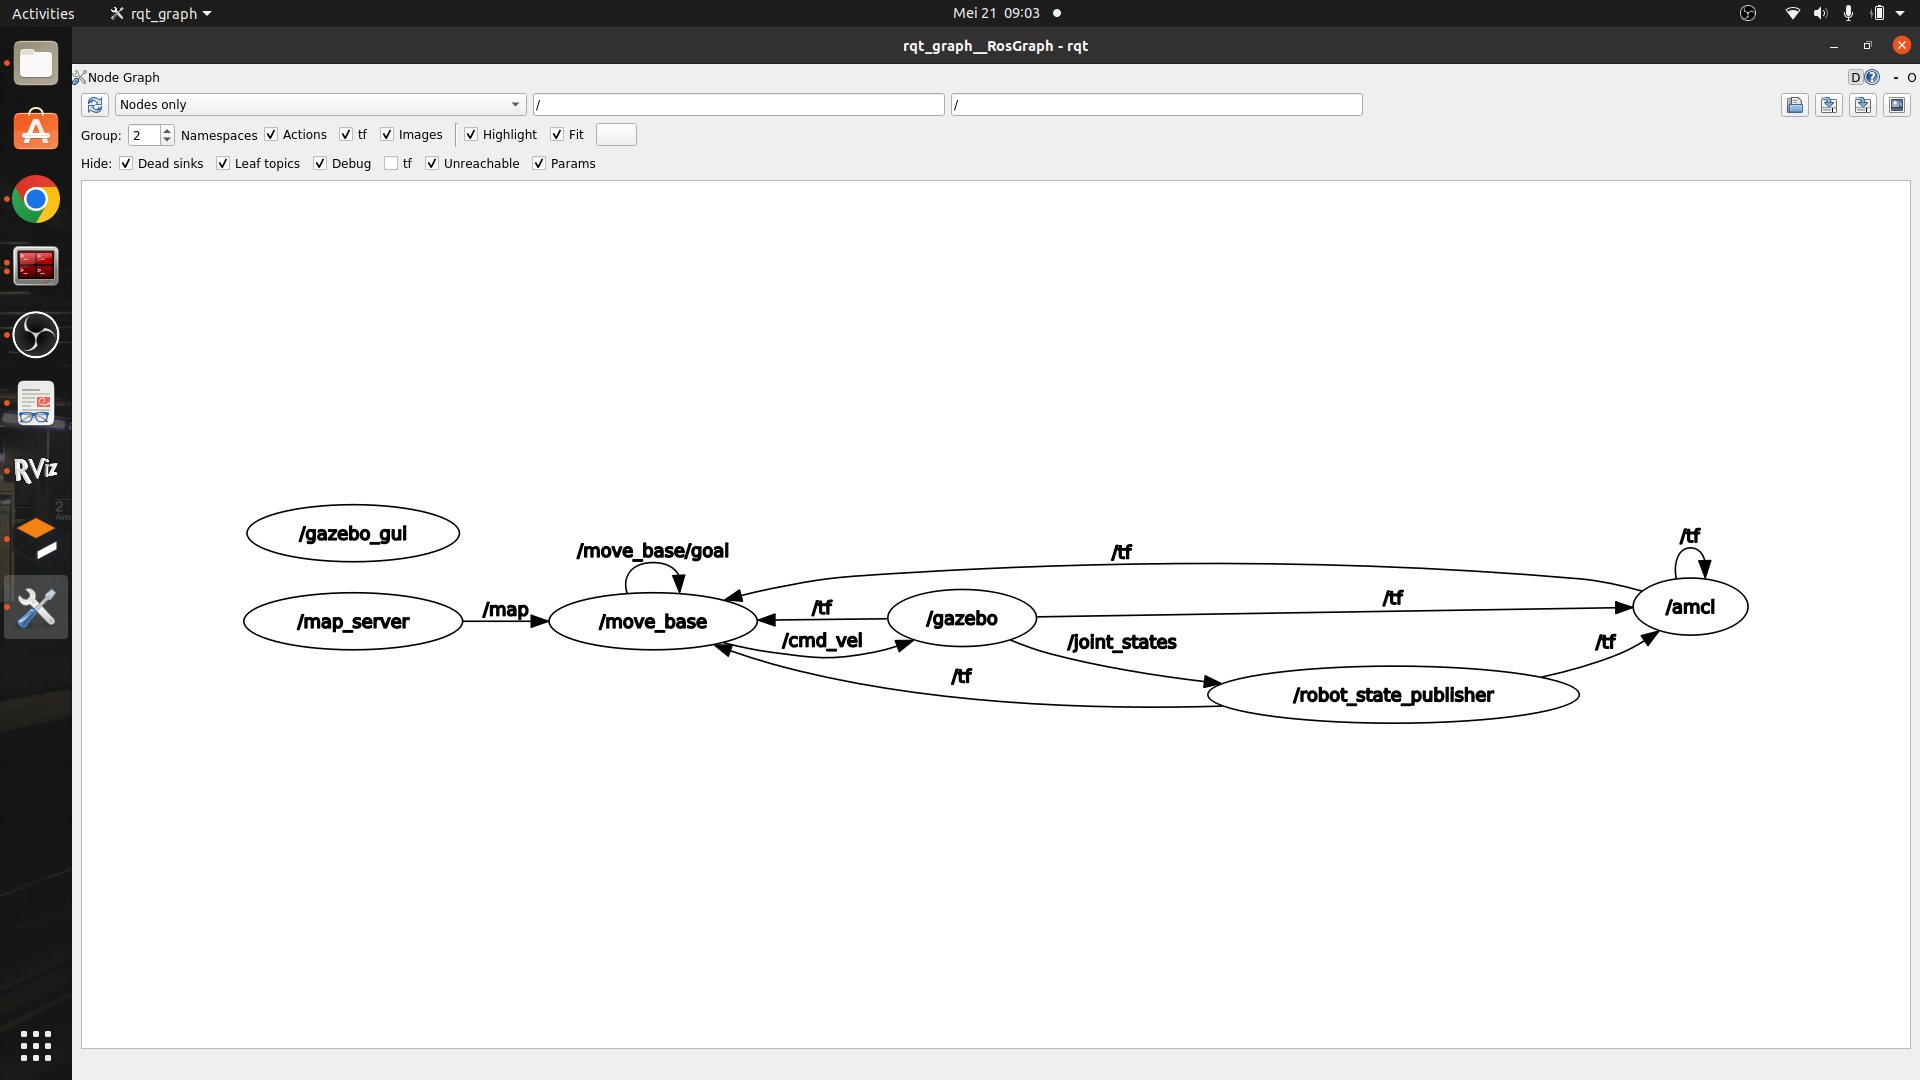 Activities rqt_graph Mei 21 09:03
rqt_graph__RosGraph - rqt
Node Graph D ? - O
Nodes only / /
Group: 2 Namespaces Actions tf Images Highlight Fit
Hide: Dead sinks Leaf topics Debug tf Unreachable Params
RViz
/gazebo_gui
/move_base/goal
/tf
/tf
/map_server
/map
/move_base
/tf
/cmd_vel
/gazebo
/joint_states
/tf
/amcl
/tf
/tf
/robot_state_publisher